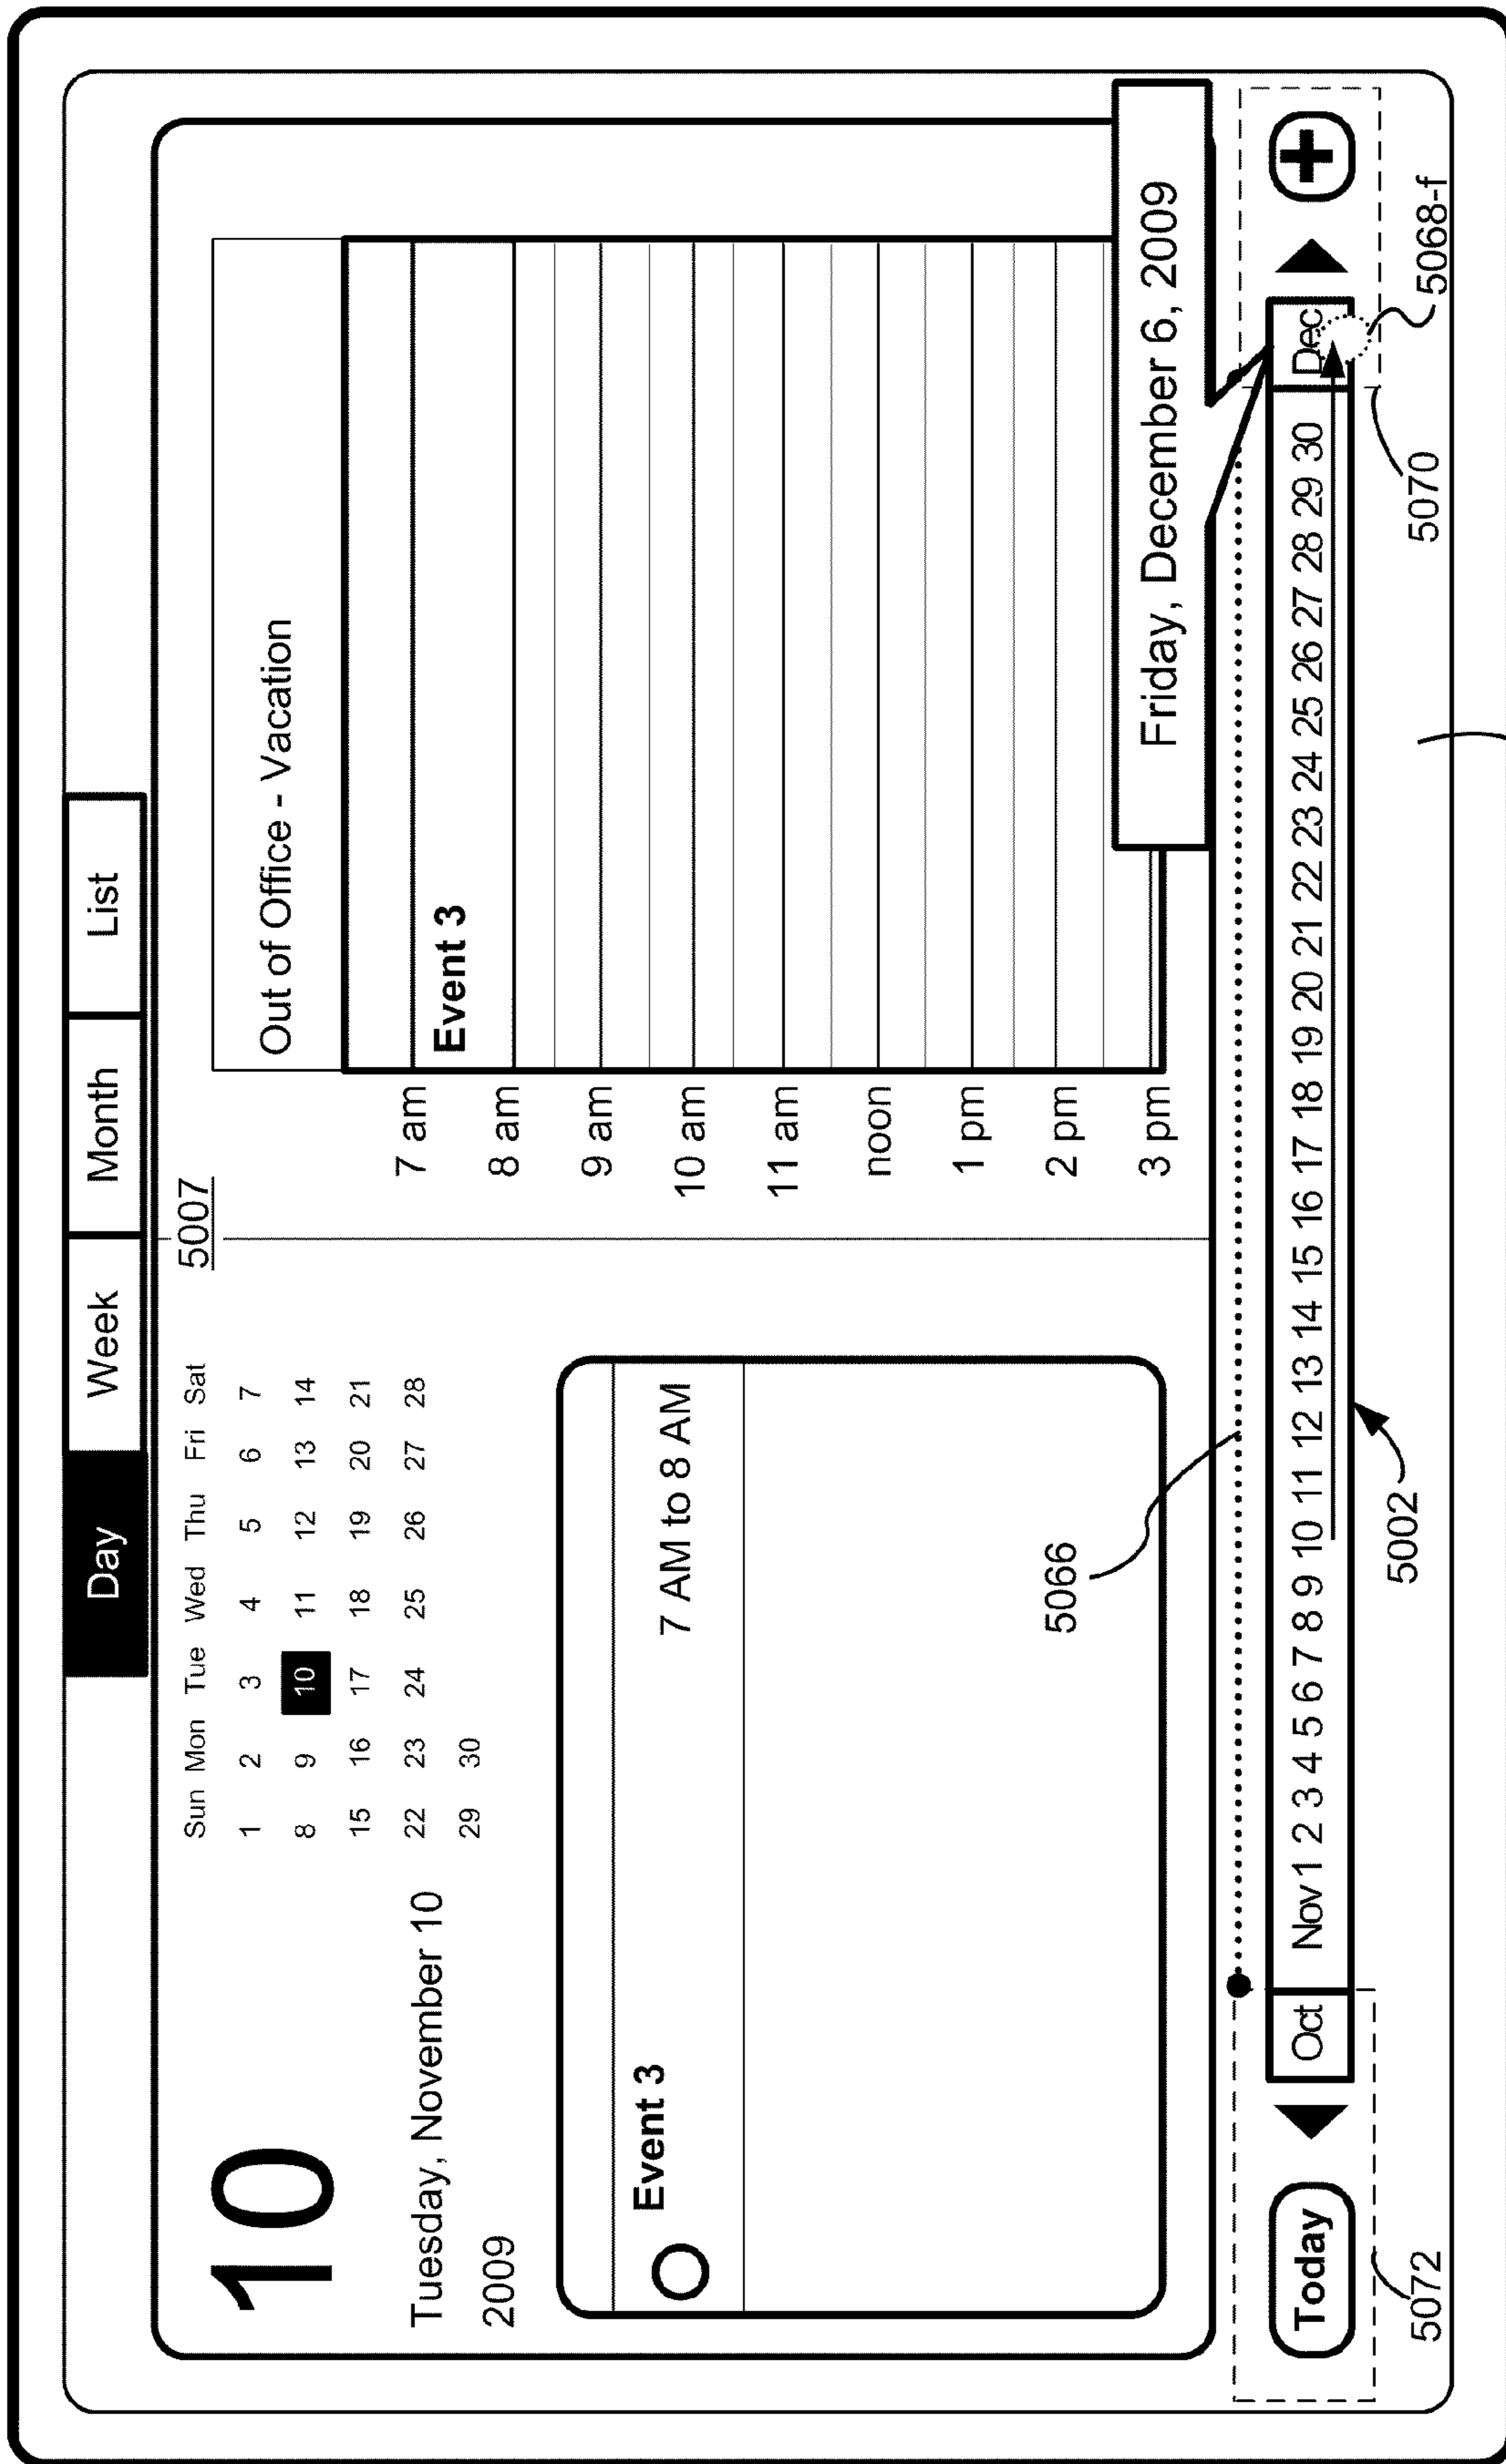 Day Week Month List
10
Tuesday, November 10
2009
Sun Mon Tue Wed Thu Fri Sat
1 2 3 4 5 6 7
8 9 10 11 12 13 14
15 16 17 18 19 20 21
22 23 24 25 26 27 28
29 30
5007
Event 3
7 AM to 8 AM
5066
Out of Office - Vacation
7 am
Event 3
8 am
9 am
10 am
11 am
noon
1 pm
2 pm
3 pm
Friday, December 6, 2009
Today Oct Nov 1 2 3 4 5 6 7 8 9 10 11 12 13 14 15 16 17 18 19 20 21 22 23 24 25 26 27 28 29 30 Dec +
5072
5002
5070
5068-f